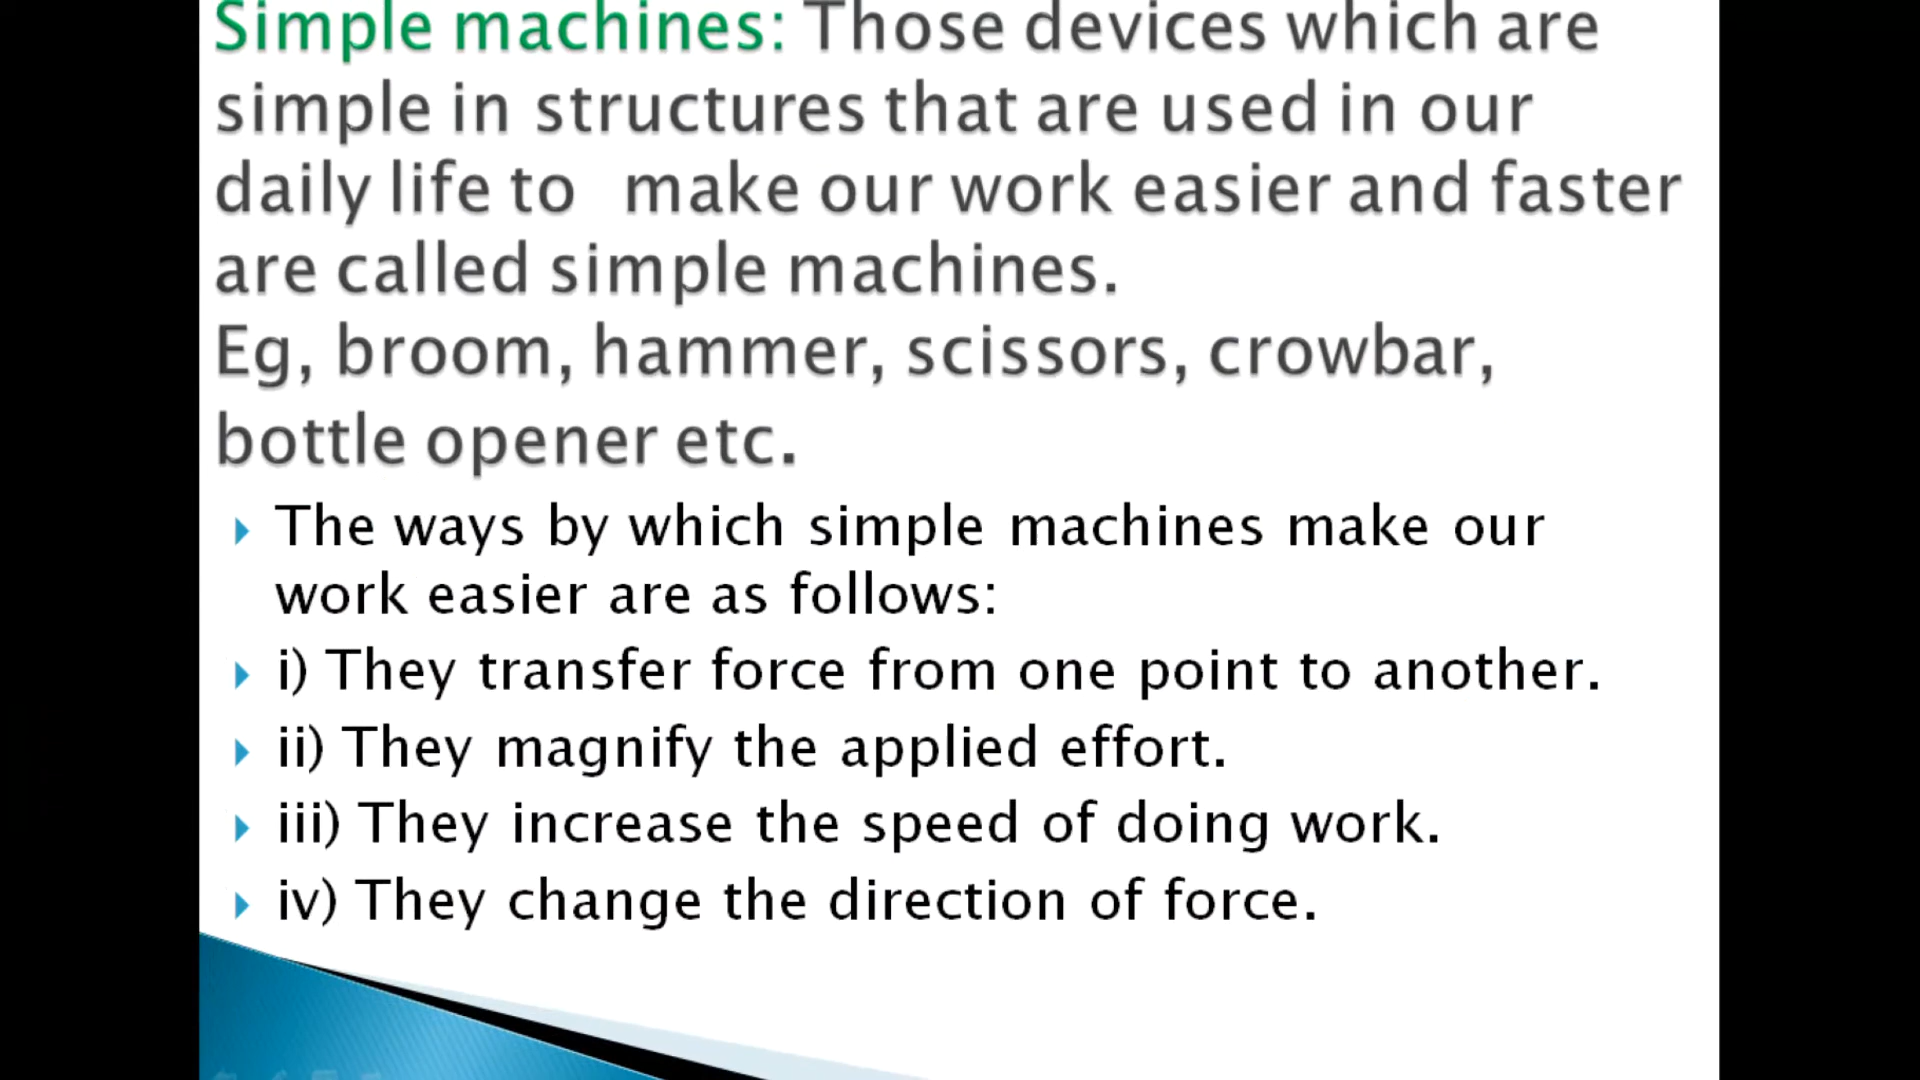 Simple machines: Those devices which are
simple in structures that are used in our
daily life to make our work easier and faster
are called simple machines.
Eg, broom, hammer, scissors, crowbar,
bottle opener etc.
The ways by which simple machines make our
work easier are as follows:
i) They transfer force from one point to another.
ii) They magnify the applied effort.
iii) They increase the speed of doing work.
iv) They change the direction of force.